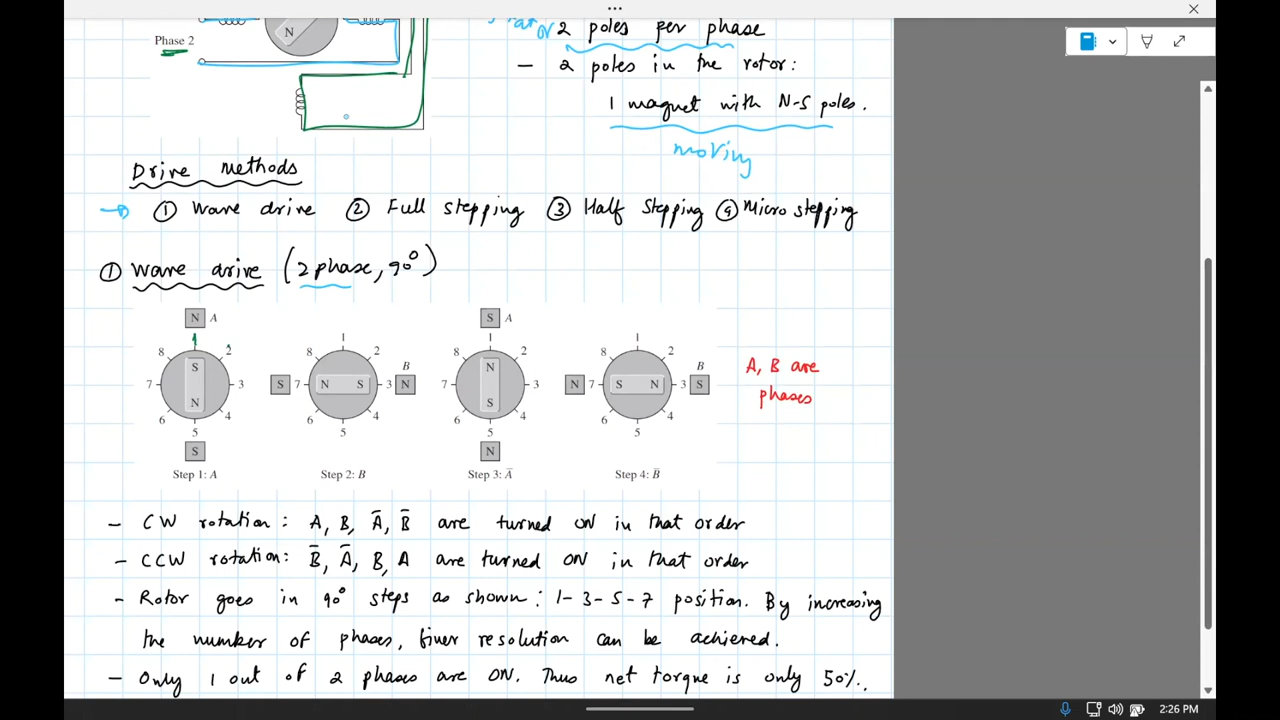 N
Phase 2
stator
2 poles per phase
- 2 poles in the rotor:
1 magnet with N-S poles.
moving
Drive methods
→ ① Wave drive ② Full stepping ③ Half stepping ④ Micro stepping
① Wave drive (2 phase, 90°)
N A S A
1 1 1 1
8 2 8 2 B 8 2 8 2 B
S N
7 3 S 7 N S 3 N 7 3 N 7 S N 3 S
N S
6 4 6 4 6 4 6 4
5 5 5 5
S N
A, B are
phases
Step 1: A Step 2: B Step 3: A̅ Step 4: B̅
- CW rotation: A, B, A̅, B̅ are turned ON in that order
- CCW rotation: B̅, A̅, B, A are turned ON in that order
- Rotor goes in 90° steps as shown: 1-3-5-7 position. By increasing
the number of phases, finer resolution can be achieved.
- Only 1 out of 2 phases are ON. Thus net torque is only 50%.
2:26 PM